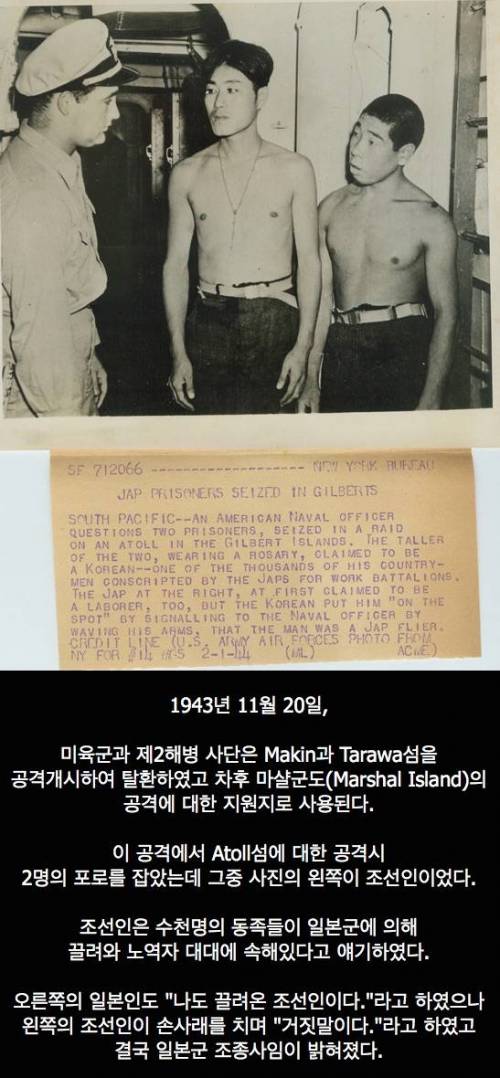 SF 712066 ------------------- NEW YORK BUREAU
JAP PRISONERS SEIZED IN GILBERTS
SOUTH PACIFIC--AN AMERICAN NAVAL OFFICER
QUESTIONS TWO PRISONERS, SEIZED IN A RAID
ON AN ATOLL IN THE GILBERT ISLANDS. THE TALLER
OF THE TWO, WEARING A ROSARY, CLAIMED TO BE
A KOREAN--ONE OF THE THOUSANDS OF HIS COUNTRY-
MEN CONSCRIPTED BY THE JAPS FOR WORK BATTALIONS.
THE JAP AT THE RIGHT, AT FIRST CLAIMED TO BE
A LABORER, TOO, BUT THE KOREAN PUT HIM "ON THE
SPOT" BY SIGNALLING TO THE NAVAL OFFICER BY
WAVING HIS ARMS, THAT THE MAN WAS A JAP FLIER.
CREDIT LINE (U.S. ARMY AIR FORCES PHOTO FROM
NY FOR #14 2-1-44 (ML) ACME)
1943년 11월 20일,
미육군과 제2해병 사단은 Makin과 Tarawa섬을
공격개시하여 탈환하였고 차후 마샬군도(Marshal Island)의
공격에 대한 지원지로 사용된다.
이 공격에서 Atoll섬에 대한 공격시
2명의 포로를 잡았는데 그중 사진의 왼쪽이 조선인이었다.
조선인은 수천명의 동족들이 일본군에 의해
끌려와 노역자 대대에 속해있다고 얘기하였다.
오른쪽의 일본인도 "나도 끌려온 조선인이다."라고 하였으나
왼쪽의 조선인이 손사래를 치며 "거짓말이다."라고 하였고
결국 일본군 조종사임이 밝혀졌다.